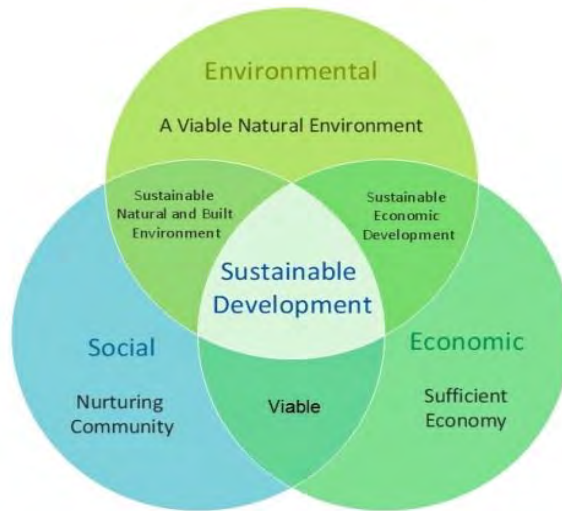 Environmental
A Viable Natural Environment
Sustainable
Natural and Built
Environment
Sustainable
Economic
Development
Sustainable
Development
Social
Nurturing
Community
Viable
Economic
Sufficient
Economy